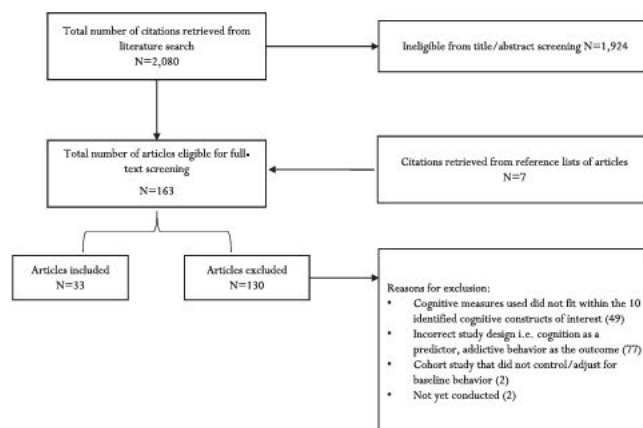 Total number of citations retrieved from
literature search
N=2,080
Ineligible from title/abstract screening N=1,924
Total number of articles eligible for full-
text screening
N=163
Citations retrieved from reference lists of articles
N=7
Articles included
N=33
Articles excluded
N=130
Reasons for exclusion:
• Cognitive measures used did not fit within the 10
identified cognitive constructs of interest (49)
• Incorrect study design i.e. cognition as a
predictor, addictive behavior as the outcome (77)
• Cohort study that did not control/adjust for
baseline behavior (2)
• Not yet conducted (2)